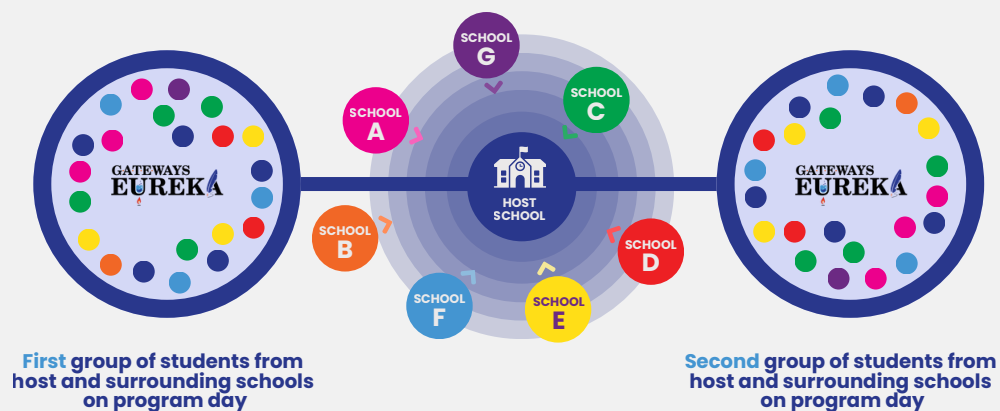 SCHOOL
G
SCHOOL
C
SCHOOL
A
GATEWAYS
EUREKA
HOST
SCHOOL
GATEWAYS
EUREKA
SCHOOL
B
SCHOOL
D
SCHOOL
F
SCHOOL
E
First group of students from
host and surrounding schools
on program day
Second group of students from
host and surrounding schools
on program day